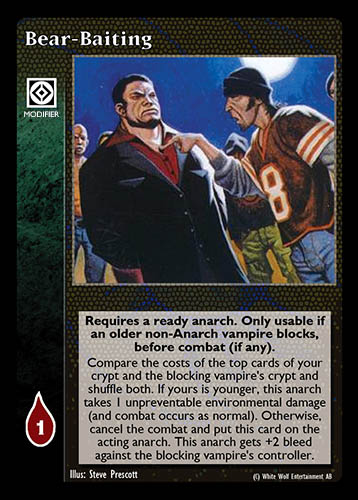 Bear-Baiting
MODIFIER
8
Requires a ready anarch. Only usable if
an older non-Anarch vampire blocks,
before combat (if any).
Compare the costs of the top cards of your
crypt and the blocking vampire's crypt and
shuffle both. If yours is younger, this anarch
takes 1 unpreventable environmental damage
(and combat occurs as normal). Otherwise,
cancel the combat and put this card on the
acting anarch. This anarch gets +2 bleed
against the blocking vampire's controller.
1
Illus: Steve Prescott
(C) White Wolf Entertainment AB